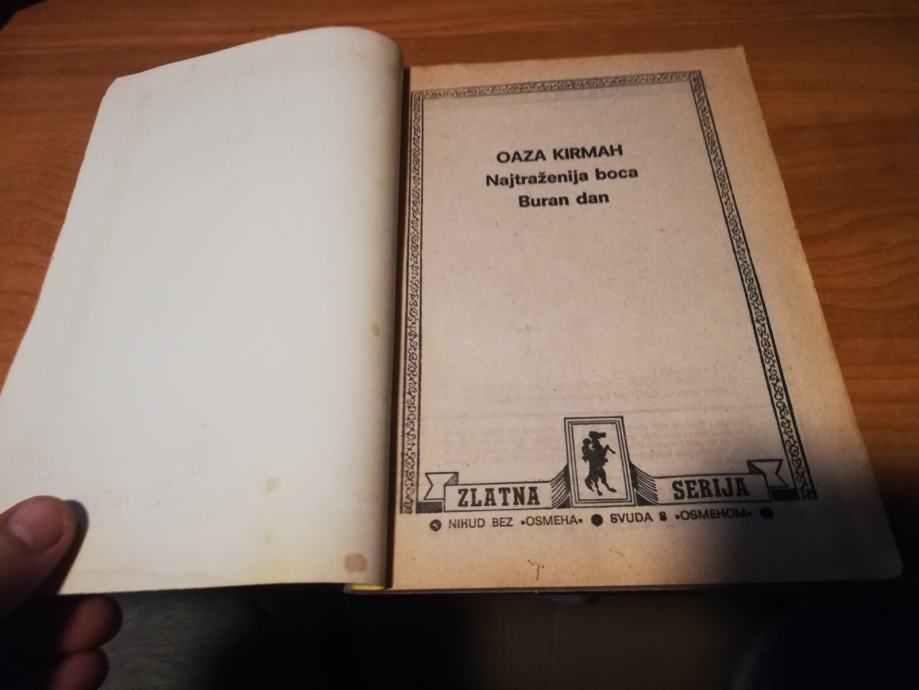 OAZA KIRMAH
Najtraženija boca
Buran dan
ZLATNA SERIJA
NIKUD BEZ »OSMEHA« ● SVUDA S »OSMEHOM«